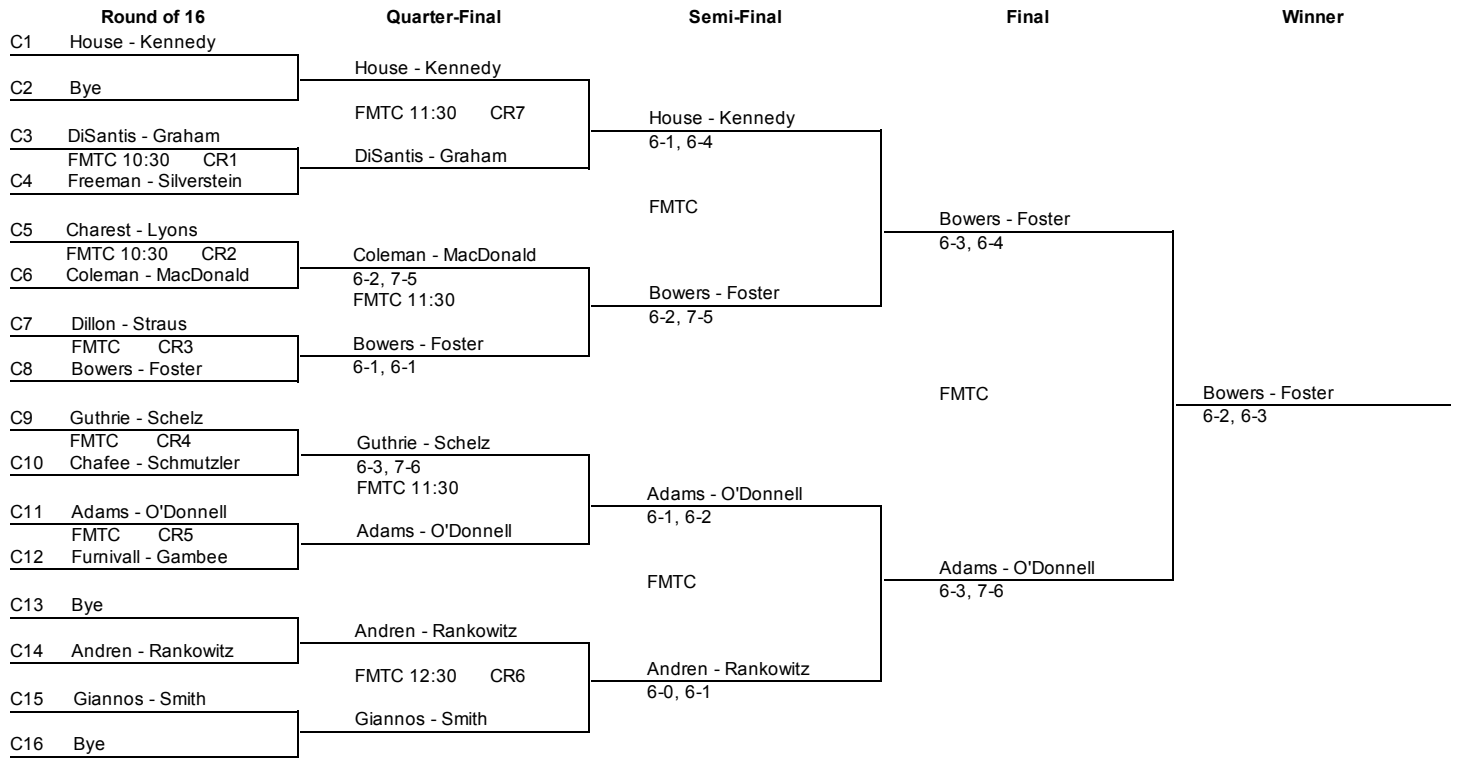 Round of 16 Quarter-Final Semi-Final Final Winner
C1 House - Kennedy
House - Kennedy
C2 Bye
FMTC 11:30 CR7
House - Kennedy
C3 DiSantis - Graham
6-1, 6-4
FMTC 10:30 CR1
DiSantis - Graham
C4 Freeman - Silverstein
FMTC
Bowers - Foster
C5 Charest - Lyons
6-3, 6-4
FMTC 10:30 CR2
Coleman - MacDonald
C6 Coleman - MacDonald
6-2, 7-5
FMTC 11:30
Bowers - Foster
6-2, 7-5
C7 Dillon - Straus
FMTC CR3
Bowers - Foster
C8 Bowers - Foster
6-1, 6-1
FMTC
Bowers - Foster
6-2, 6-3
C9 Guthrie - Schelz
FMTC CR4
Guthrie - Schelz
C10 Chafee - Schmutzler
6-3, 7-6
FMTC 11:30
Adams - O'Donnell
6-1, 6-2
C11 Adams - O'Donnell
FMTC CR5
Adams - O'Donnell
C12 Furnivall - Gambee
Adams - O'Donnell
6-3, 7-6
FMTC
C13 Bye
Andren - Rankowitz
C14 Andren - Rankowitz
FMTC 12:30 CR6
Andren - Rankowitz
6-0, 6-1
C15 Giannos - Smith
Giannos - Smith
C16 Bye